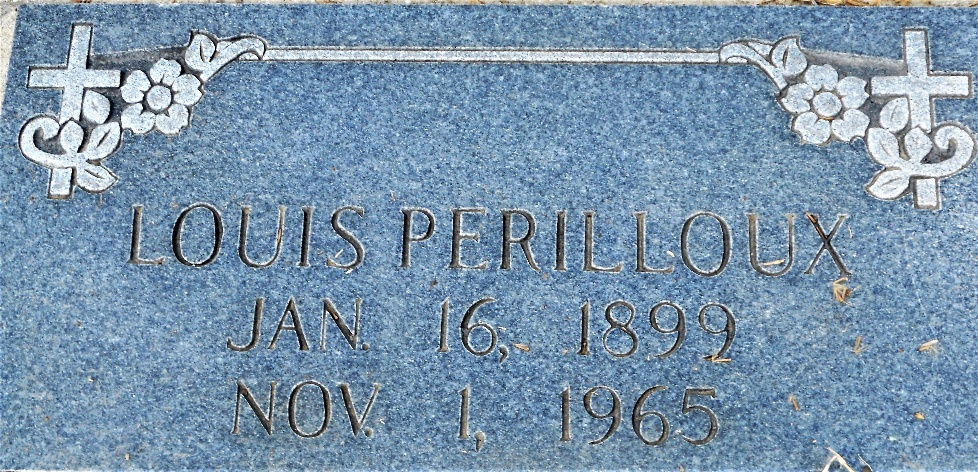 LOUIS PERILLOUX
JAN. 16, 1899
NOV. 1, 1965